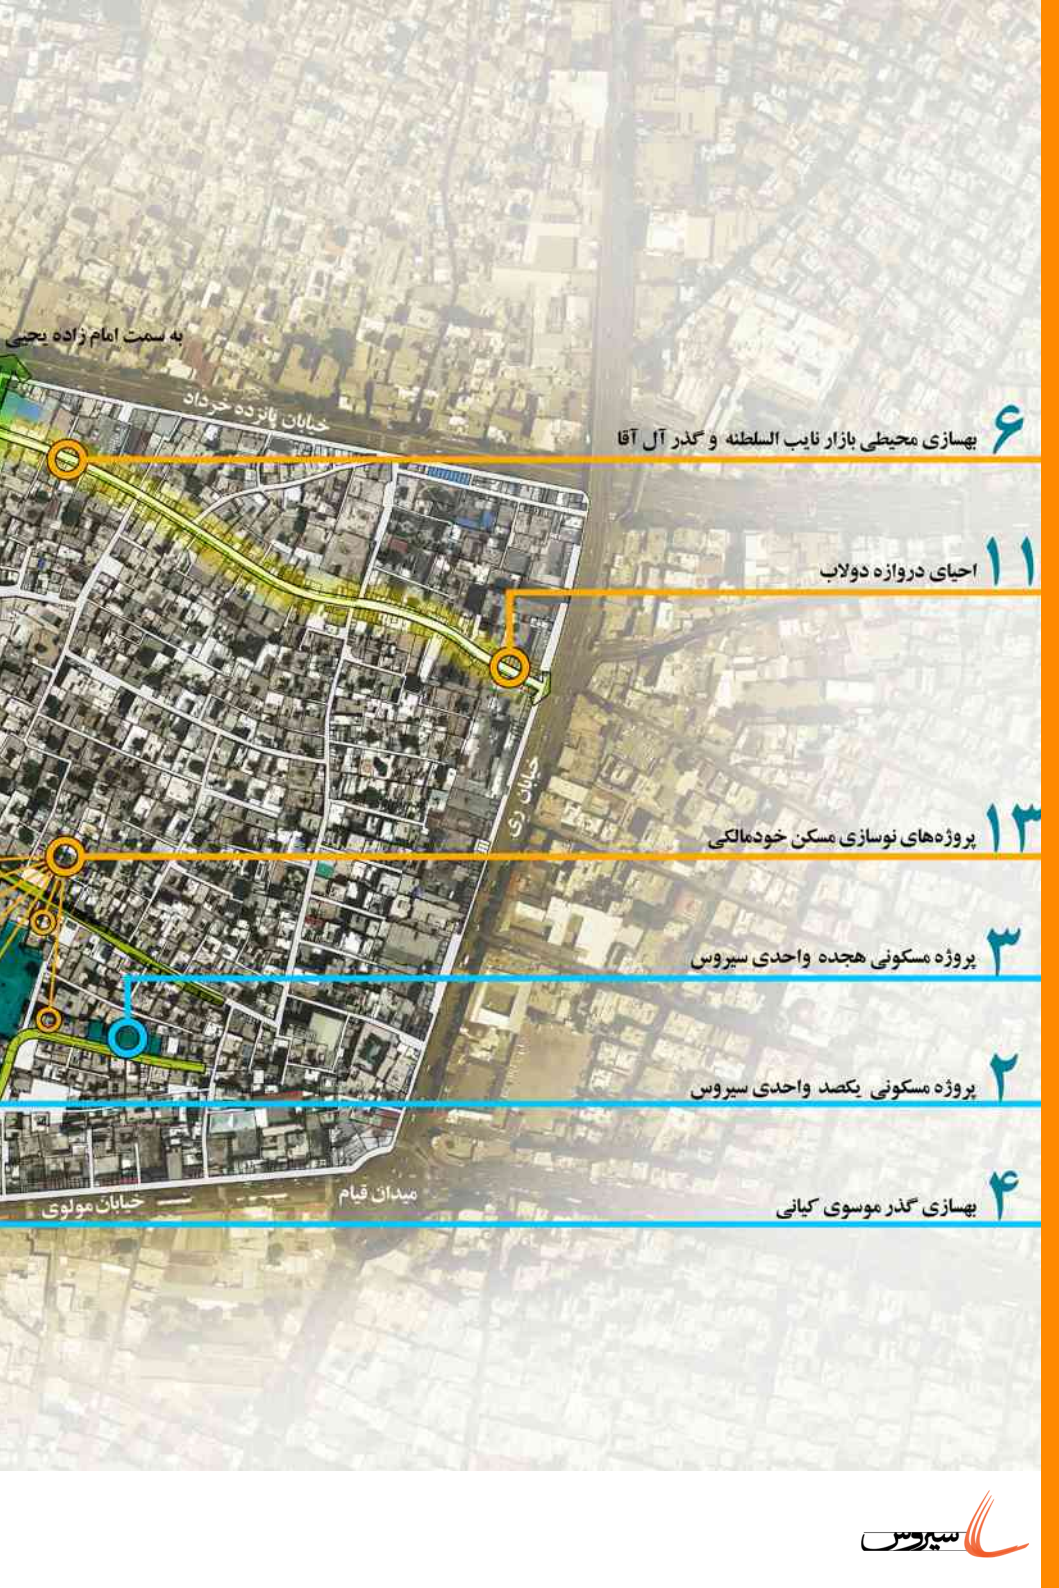 به سمت امام زاده یحیی
خیابان پانزده خرداد
۶ بهسازی محیطی بازار نایب السلطنه و گذر آل آقا
۱۱ احیای دروازه دولاب
خیابان ری
۱۳ پروژه‌های نوسازی مسکن خودمالکی
۳ پروژه مسکونی هجده واحدی سیروس
۲ پروژه مسکونی یکصد واحدی سیروس
میدان قیام
خیابان مولوی
۴ بهسازی گذر موسوی کیانی
سیروس